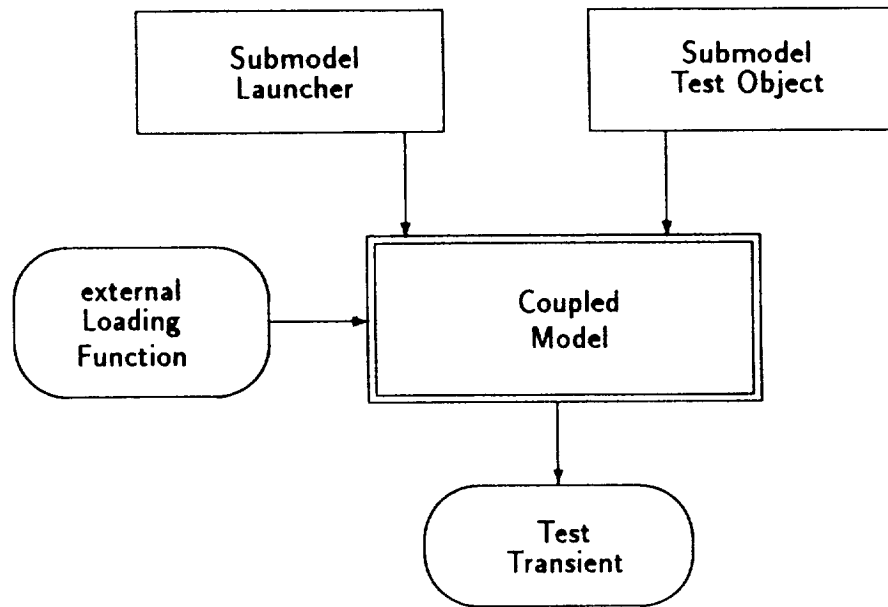 Submodel
Launcher
Submodel
Test Object
external
Loading
Function
Coupled
Model
Test
Transient